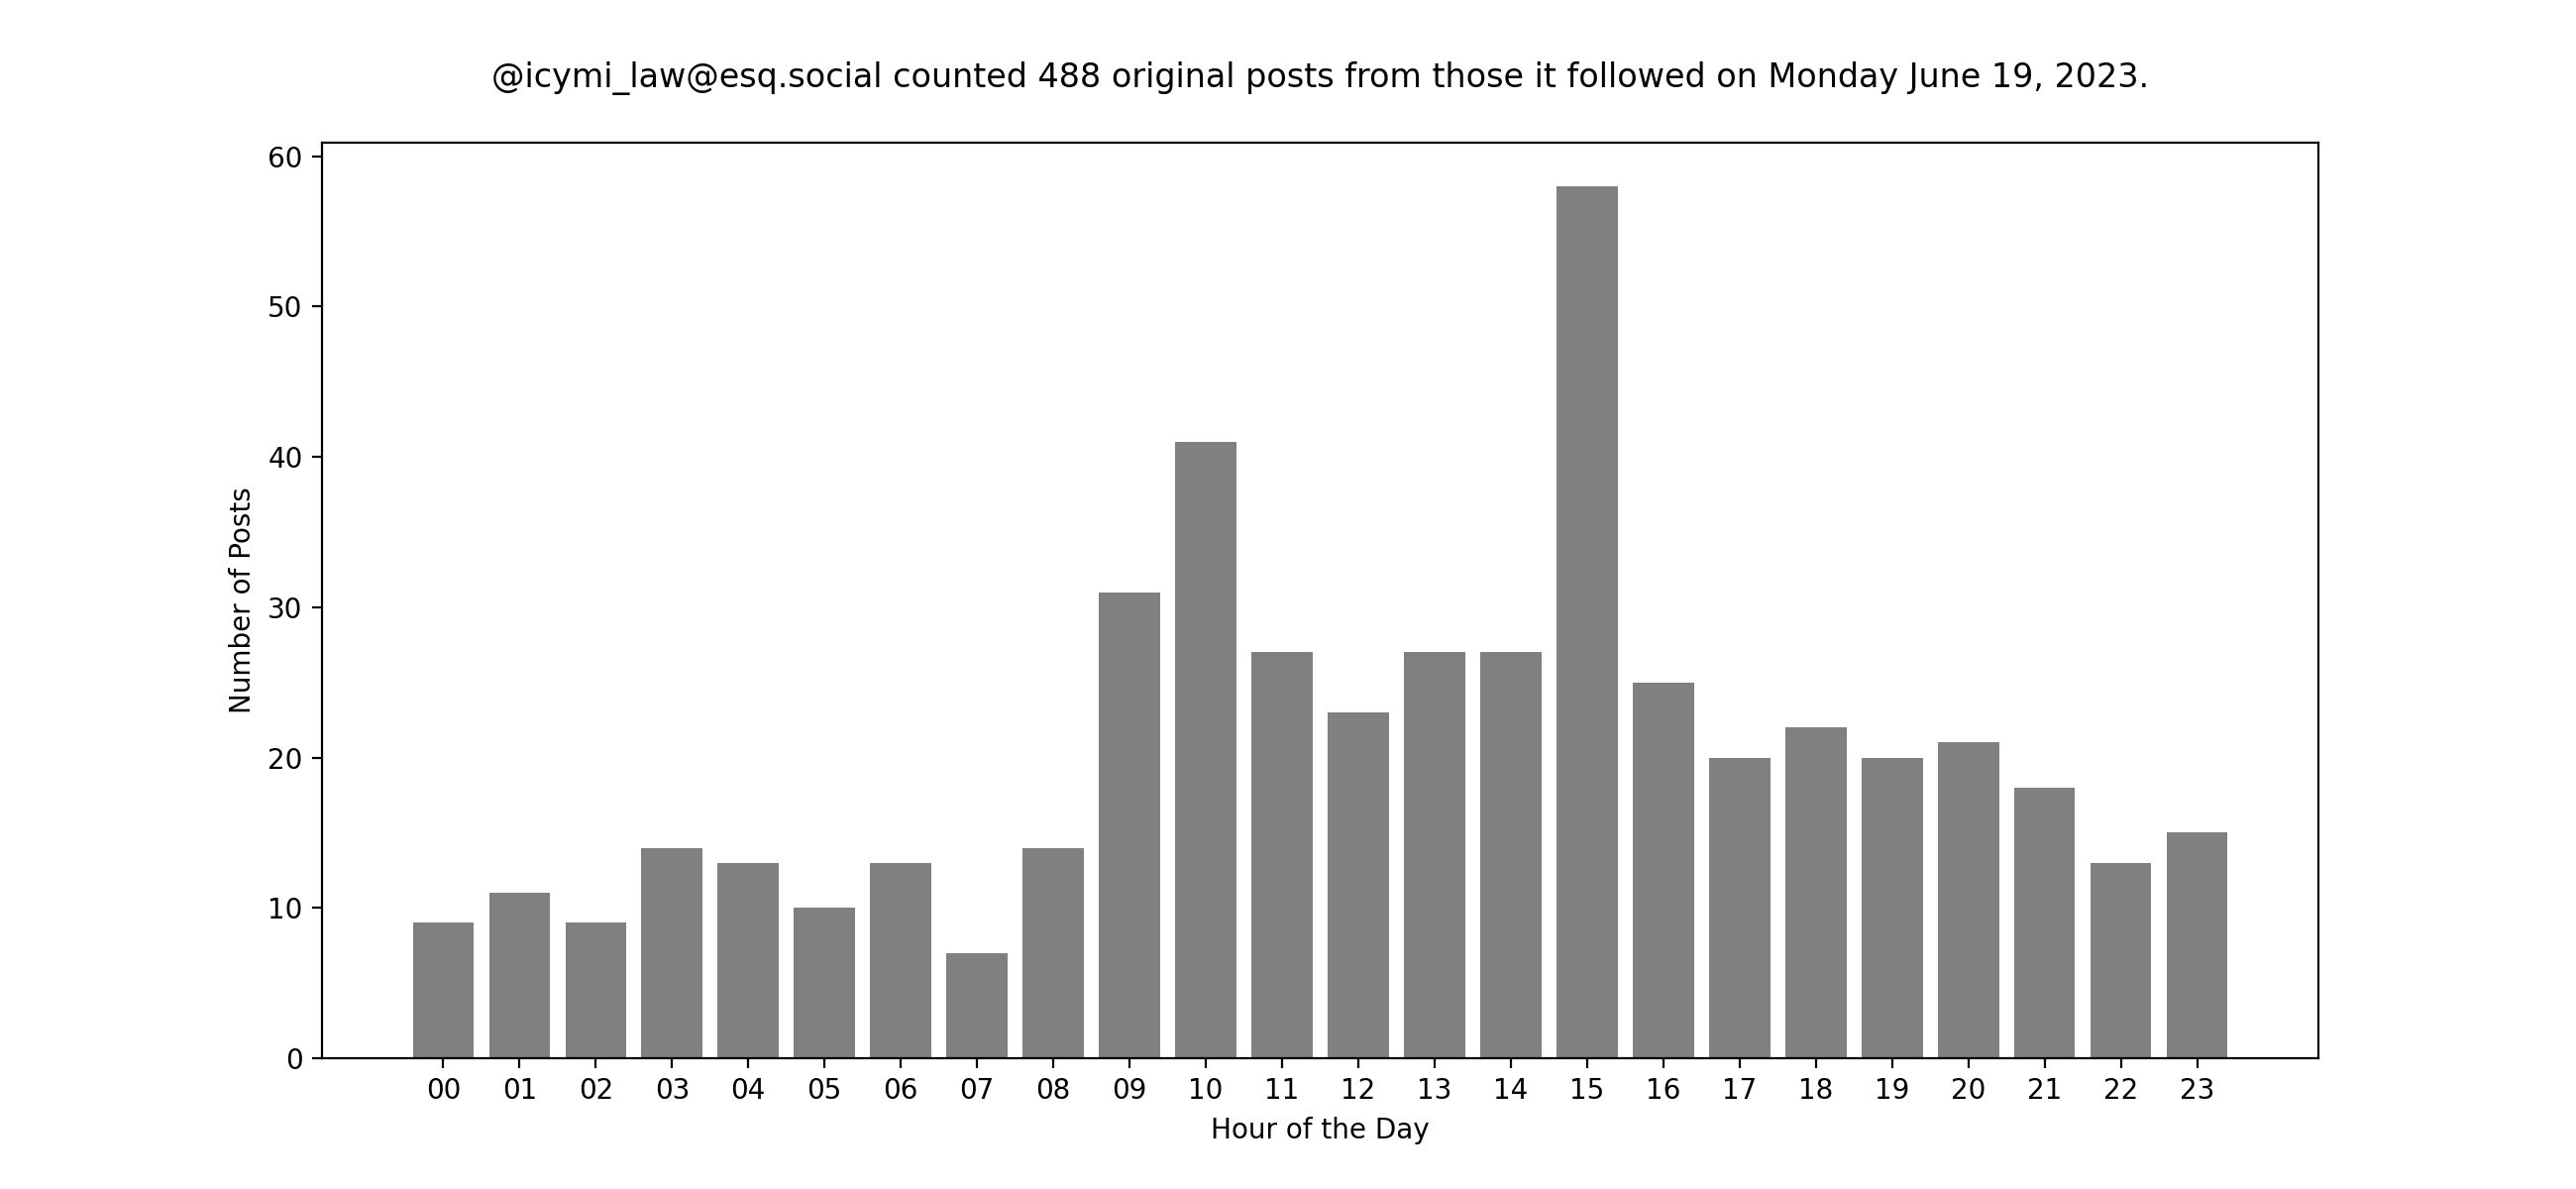 @icymi_law@esq.social counted 488 original posts from those it followed on Monday June 19, 2023.
60
50
40
30
20
10
0
Number of Posts
00 01 02 03 04 05 06 07 08 09 10 11 12 13 14 15 16 17 18 19 20 21 22 23
Hour of the Day